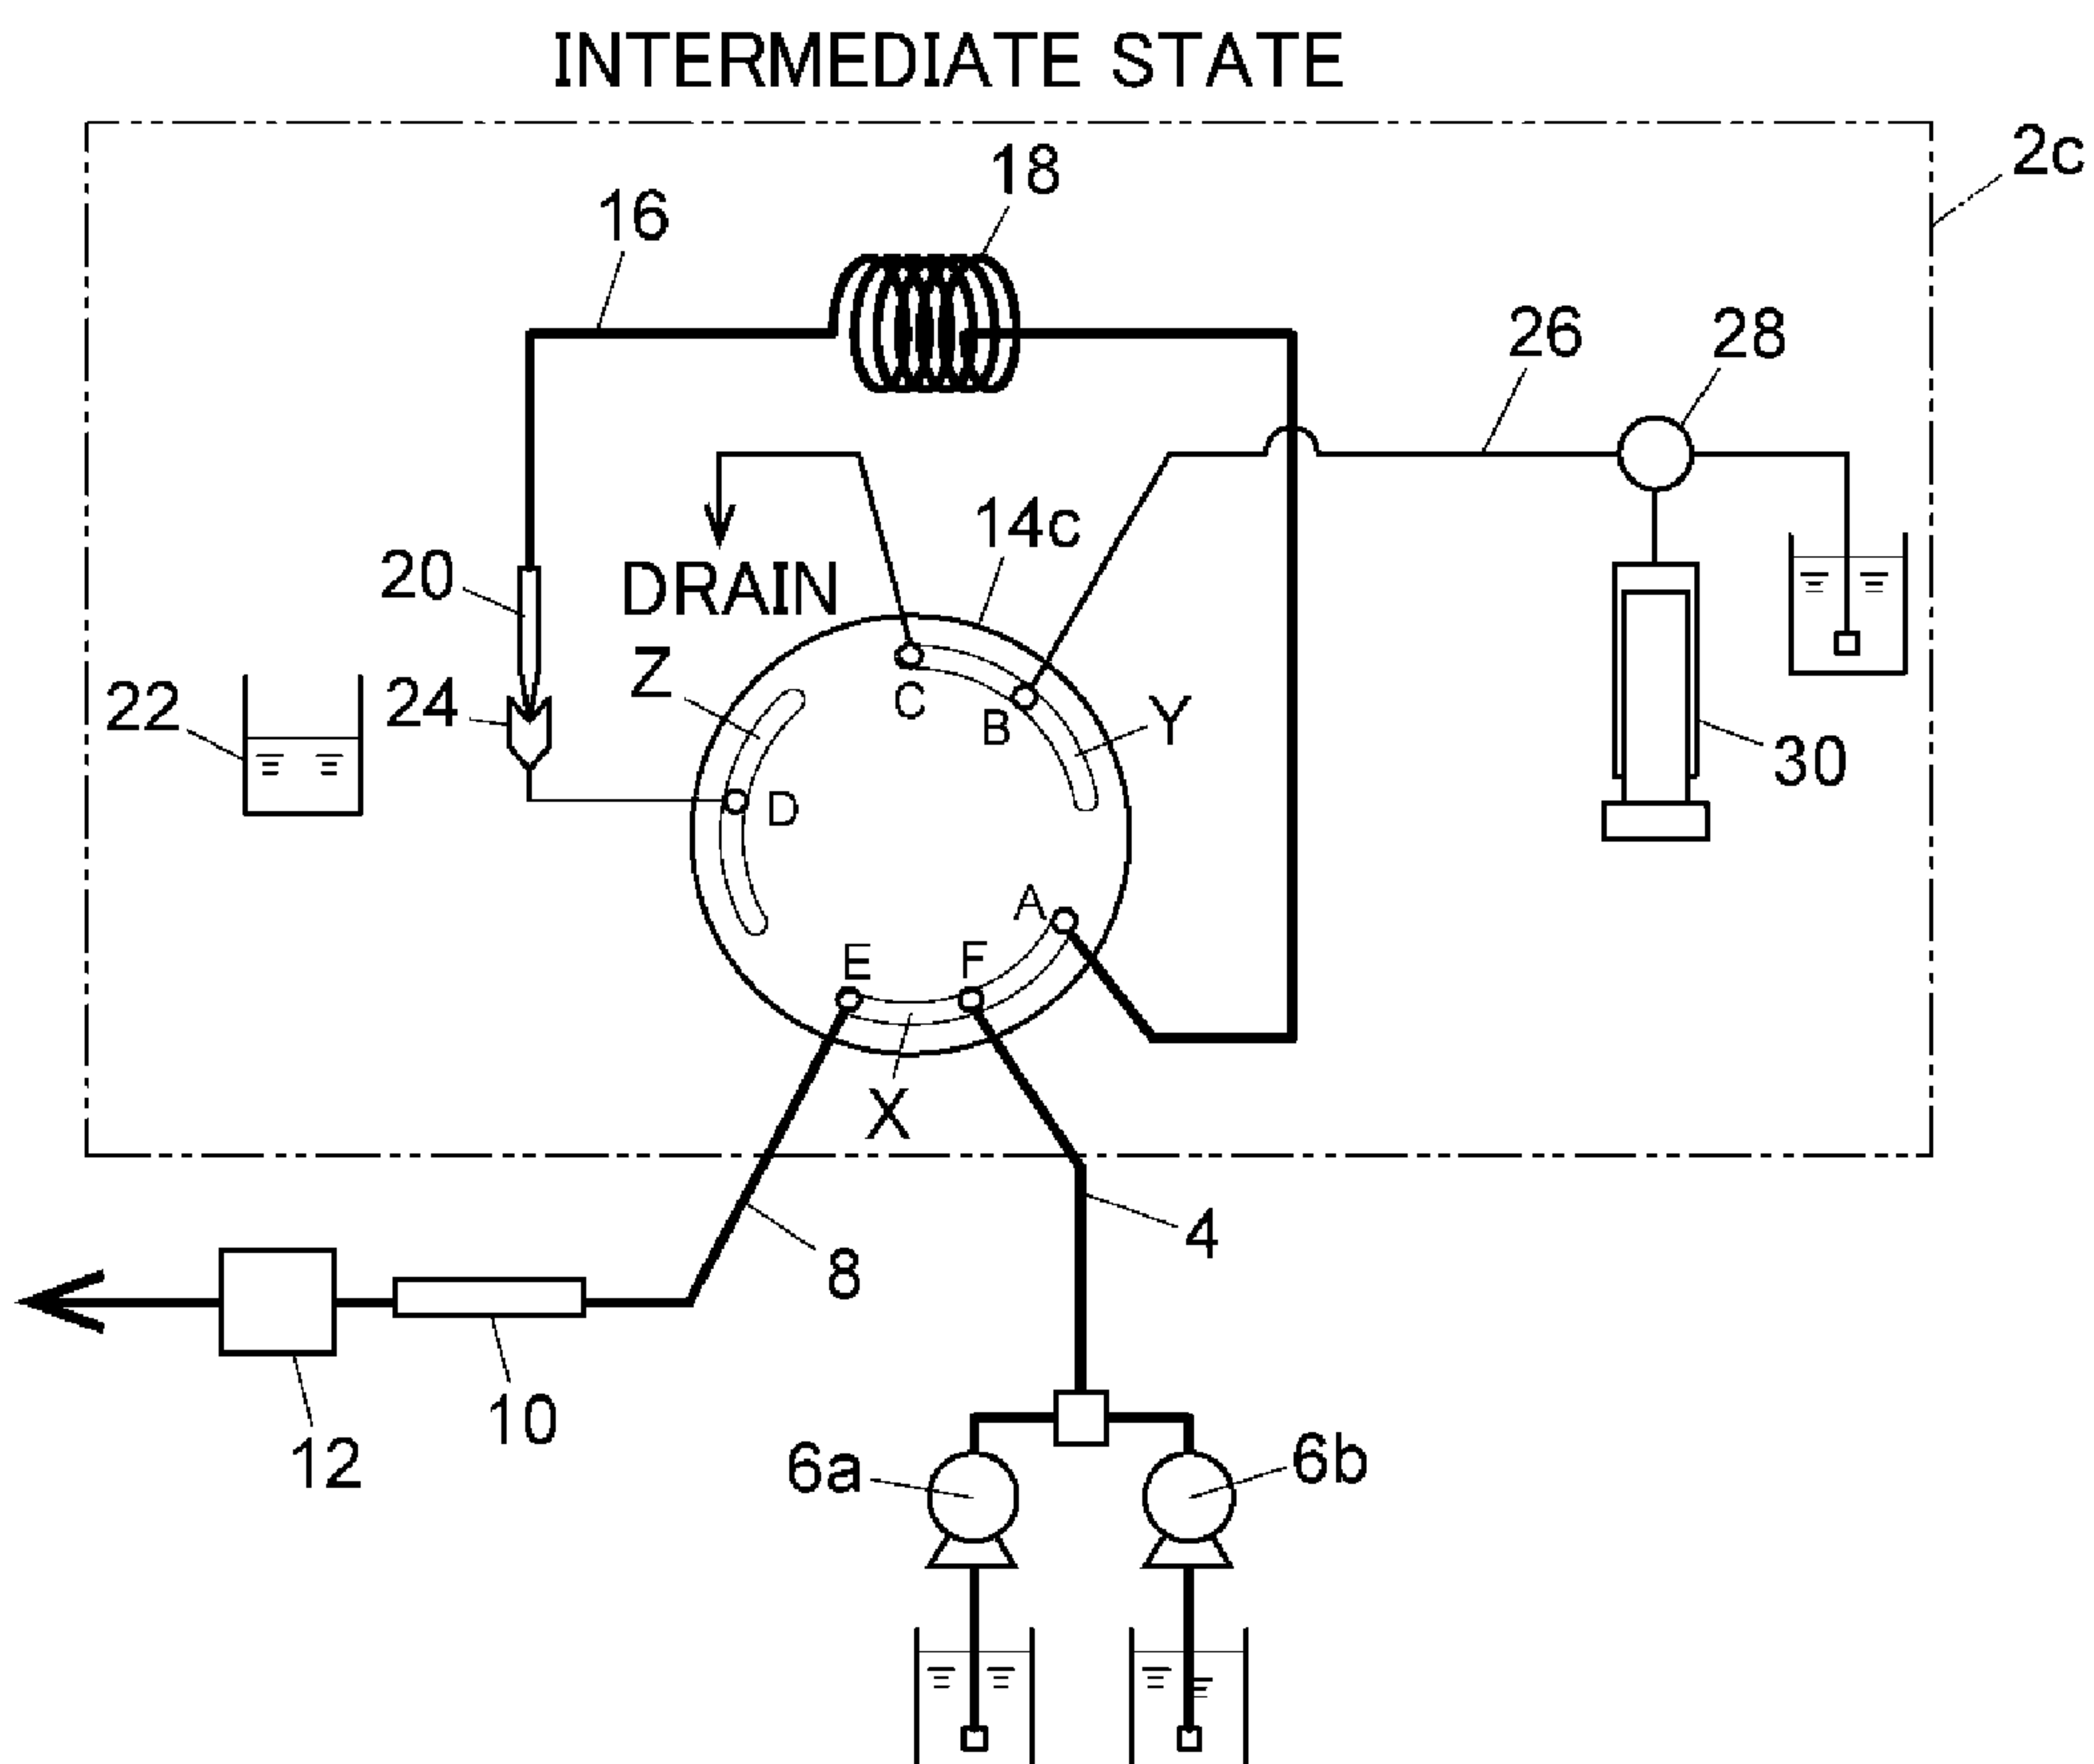 INTERMEDIATE STATE
2c
18
16
26
28
14c
20
DRAIN
Z
22
24
C
B
Y
30
D
A
E
F
X
4
8
10
12
6a
6b